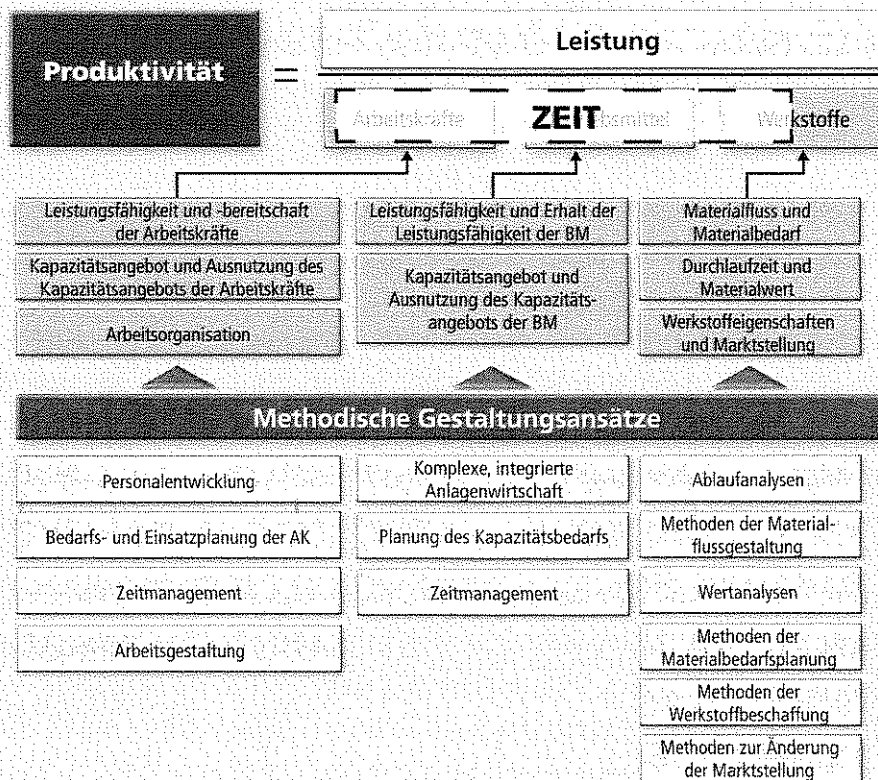 Produktivität
=
Leistung
Arbeitskräfte
ZEIT
bsmittel
Werkstoffe
Leistungsfähigkeit und -bereitschaft
der Arbeitskräfte
Kapazitätsangebot und Ausnutzung des
Kapazitätsangebots der Arbeitskräfte
Arbeitsorganisation
Leistungsfähigkeit und Erhalt der
Leistungsfähigkeit der BM
Kapazitätsangebot und
Ausnutzung des Kapazitäts-
angebots der BM
Materialfluss und
Materialbedarf
Durchlaufzeit und
Materialwert
Werkstoffeigenschaften
und Marktstellung
Methodische Gestaltungsansätze
Personalentwicklung
Bedarfs- und Einsatzplanung der AK
Zeitmanagement
Arbeitsgestaltung
Komplexe, integrierte
Anlagenwirtschaft
Planung des Kapazitätsbedarfs
Zeitmanagement
Ablaufanalysen
Methoden der Material-
flussgestaltung
Wertanalysen
Methoden der
Materialbedarfsplanung
Methoden der
Werkstoffbeschaffung
Methoden zur Änderung
der Marktstellung